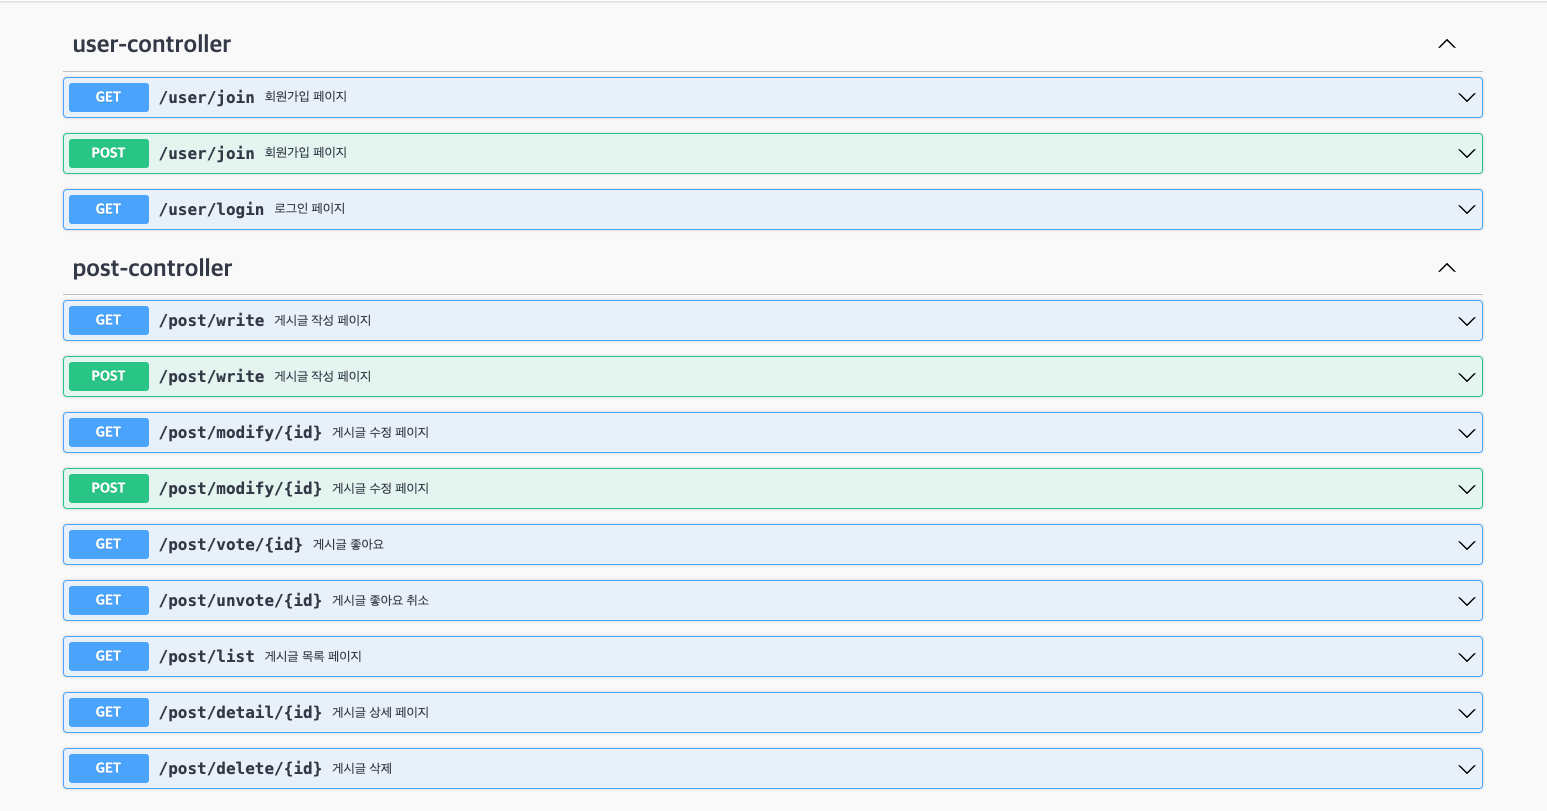 user-controller
GET /user/join 회원가입 페이지
POST /user/join 회원가입 페이지
GET /user/login 로그인 페이지
post-controller
GET /post/write 게시글 작성 페이지
POST /post/write 게시글 작성 페이지
GET /post/modify/{id} 게시글 수정 페이지
POST /post/modify/{id} 게시글 수정 페이지
GET /post/vote/{id} 게시글 좋아요
GET /post/unvote/{id} 게시글 좋아요 취소
GET /post/list 게시글 목록 페이지
GET /post/detail/{id} 게시글 상세 페이지
GET /post/delete/{id} 게시글 삭제